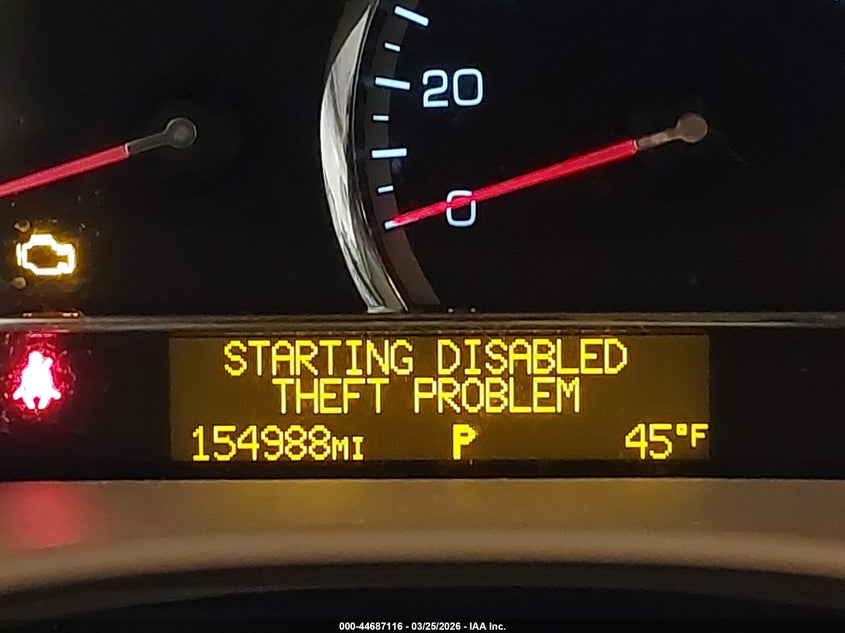 20
0
STARTING DISABLED
THEFT PROBLEM
154988MI P 45°F
000-44687116 - 03/25/2026 - IAA Inc.